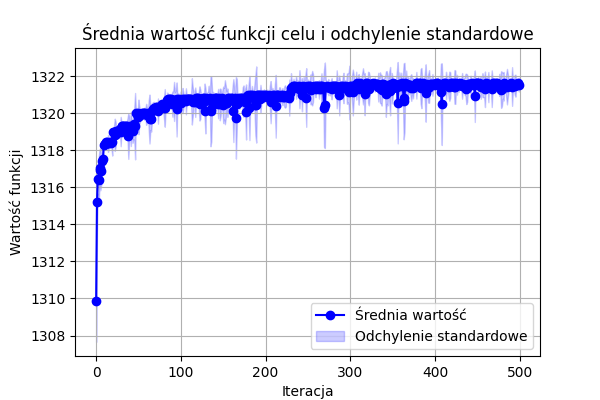 Średnia wartość funkcji celu i odchylenie standardowe
Wartość funkcji
1322
1320
1318
1316
1314
1312
1310
1308
Średnia wartość
Odchylenie standardowe
0 100 200 300 400 500
Iteracja